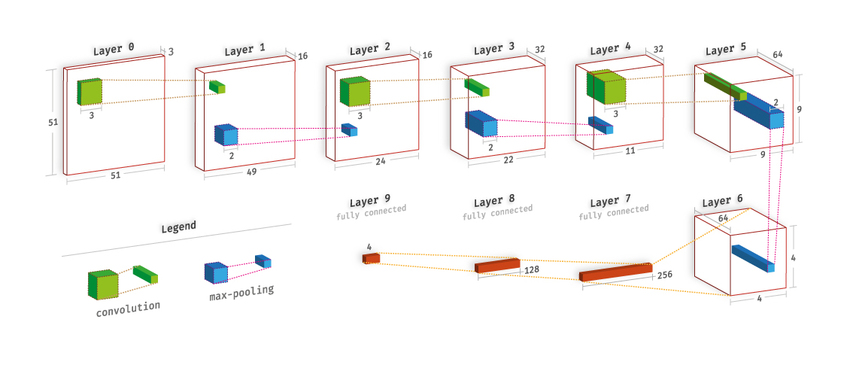 Layer 0
3
51
3
51
Layer 1
16
2
49
Layer 2
16
3
24
Layer 3
32
2
22
Layer 4
32
3
11
Layer 5
64
2
9
9
Layer 9
fully connected
4
Layer 8
fully connected
128
Layer 7
fully connected
256
Layer 6
64
4
4
Legend
convolution
max-pooling